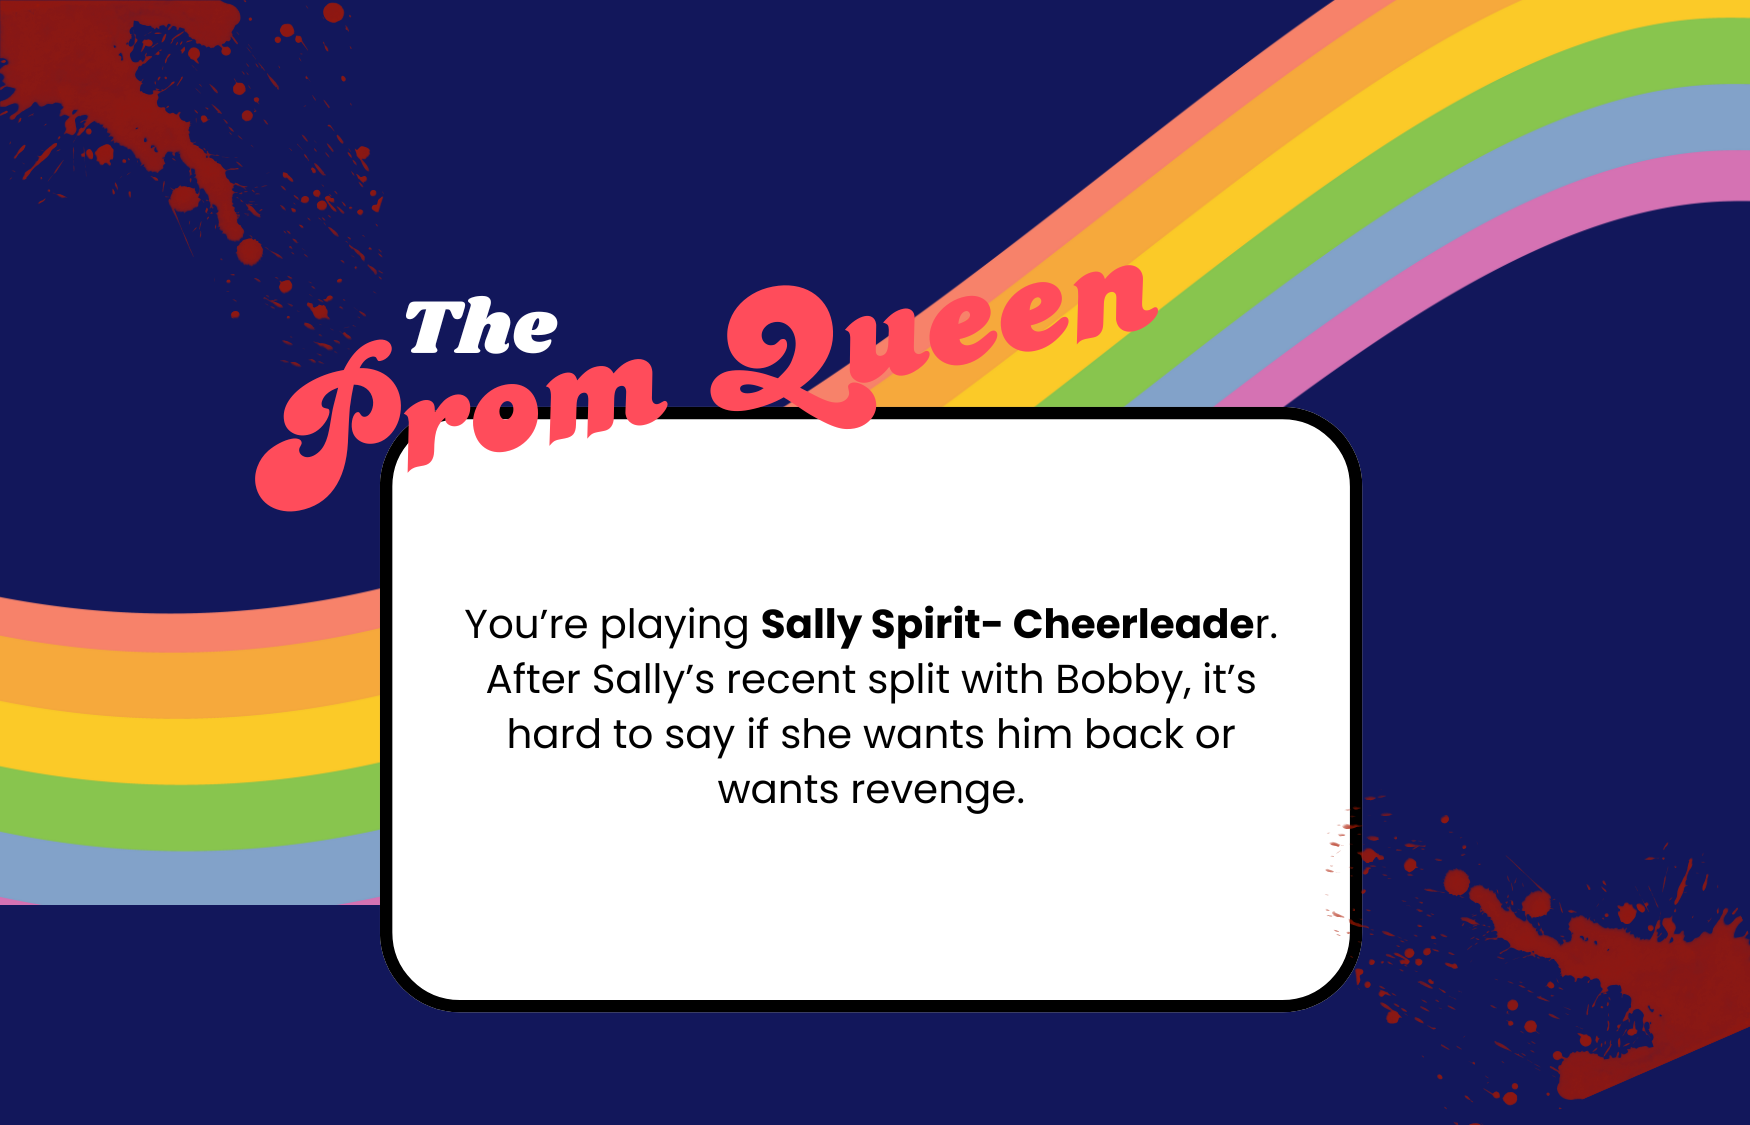 The
Prom Queen
You’re playing Sally Spirit- Cheerleader.
After Sally’s recent split with Bobby, it’s
hard to say if she wants him back or
wants revenge.